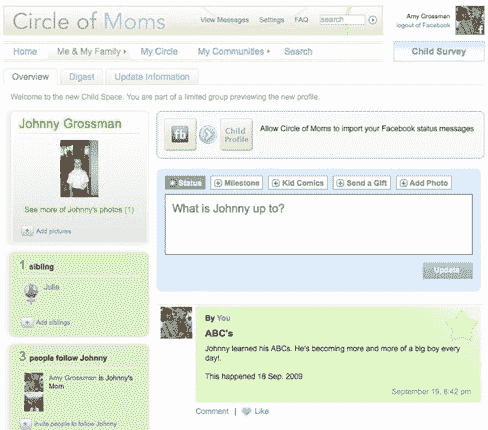 Circle of Moms
View Messages Settings FAQ search
Amy Grossman
logout of Facebook
Home Me & My Family My Circle My Communities Search
Child Survey
Overview Digest Update Information
Welcome to the new Child Space. You are part of a limited group previewing the new profile.
Johnny Grossman
See more of Johnny's photos (1)
Add pictures
fb
Child
Profile
Allow Circle of Moms to import your Facebook status messages
Status Milestone Kid Comics Send a Gift Add Photo
What is Johnny up to?
Update
1 sibling
Julie
Add siblings
3 people follow Johnny
Amy Grossman is Johnny's
Mom
Invite people to follow Johnny
By You
ABC's
Johnny learned his ABCs. He's becoming more and more of a big boy every
day!.
This happened 18 Sep. 2009
September 19, 6:42 pm
Comment | Like